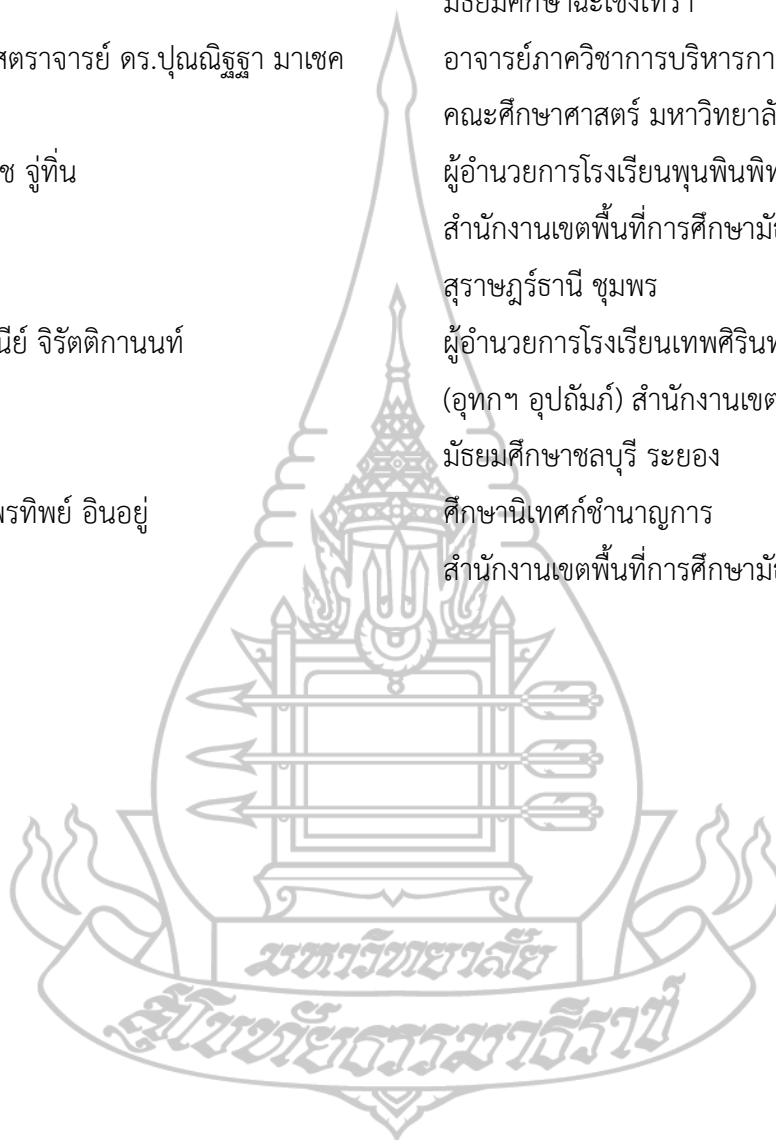 มัธยมศึกษาฉะเชิงเทรา
สตราจารย์ ดร.ปุณณิฐฐา มาเชค อาจารย์ภาควิชาการบริหารกา
คณะศึกษาศาสตร์ มหาวิทยาลั
ช จู่ทิ่น ผู้อำนวยการโรงเรียนพุนพินพิท
สำนักงานเขตพื้นที่การศึกษามัธ
สุราษฎร์ธานี ชุมพร
นีย์ จิรัตติกานนท์ ผู้อำนวยการโรงเรียนเทพศิรินท
(อุทกฯ อุปถัมภ์) สำนักงานเขต
มัธยมศึกษาชลบุรี ระยอง
พรทิพย์ อินอยู่ ศึกษานิเทศก์ชำนาญการ
สำนักงานเขตพื้นที่การศึกษามัธ
มหาวิทยาลัย
สุโขทัยธรรมาธิราช